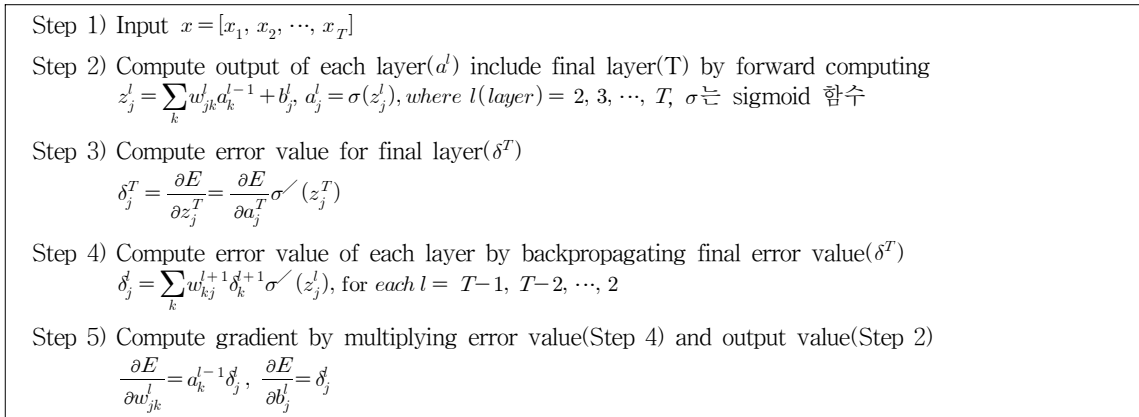 Step 1) Input x = [x₁, x₂, ⋯, x_T]
Step 2) Compute output of each layer(a^l) include final layer(T) by forward computing
z_j^l = ∑_k w_{jk}^l a_k^{l-1} + b_j^l, a_j^l = σ(z_j^l), where l(layer) = 2, 3, ⋯, T, σ는 sigmoid 함수
Step 3) Compute error value for final layer(δ^T)
δ_j^T = ∂E/∂z_j^T = ∂E/∂a_j^T σ′(z_j^T)
Step 4) Compute error value of each layer by backpropagating final error value(δ^T)
δ_j^l = ∑_k w_{kj}^{l+1} δ_k^{l+1} σ′(z_j^l), for each l = T-1, T-2, ⋯, 2
Step 5) Compute gradient by multiplying error value(Step 4) and output value(Step 2)
∂E/∂w_{jk}^l = a_k^{l-1} δ_j^l, ∂E/∂b_j^l = δ_j^l